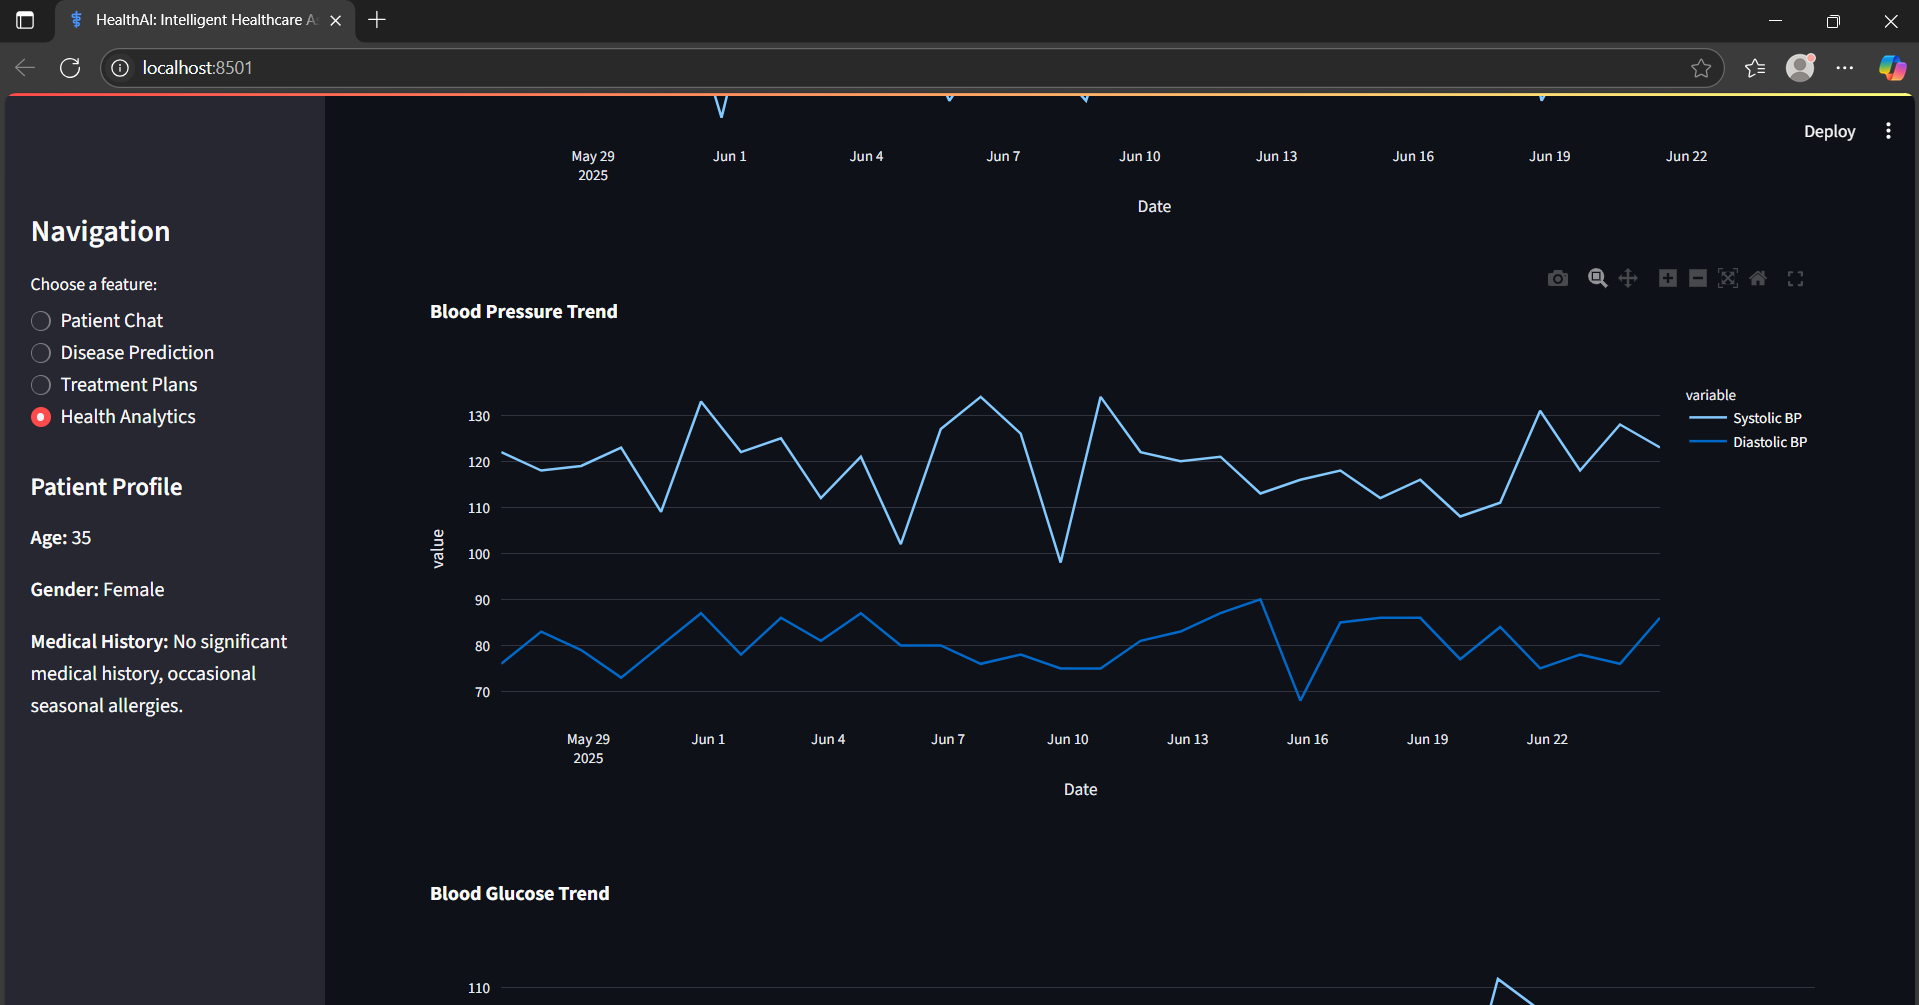 HealthAI: Intelligent Healthcare A
localhost:8501
Deploy
May 29 Jun 1 Jun 4 Jun 7 Jun 10 Jun 13 Jun 16 Jun 19 Jun 22
2025
Date
Navigation
Choose a feature:
Patient Chat
Disease Prediction
Treatment Plans
Health Analytics
Patient Profile
Age: 35
Gender: Female
Medical History: No significant
medical history, occasional
seasonal allergies.
Blood Pressure Trend
variable
Systolic BP
Diastolic BP
130
120
110
100
90
80
70
value
May 29 Jun 1 Jun 4 Jun 7 Jun 10 Jun 13 Jun 16 Jun 19 Jun 22
2025
Date
Blood Glucose Trend
110